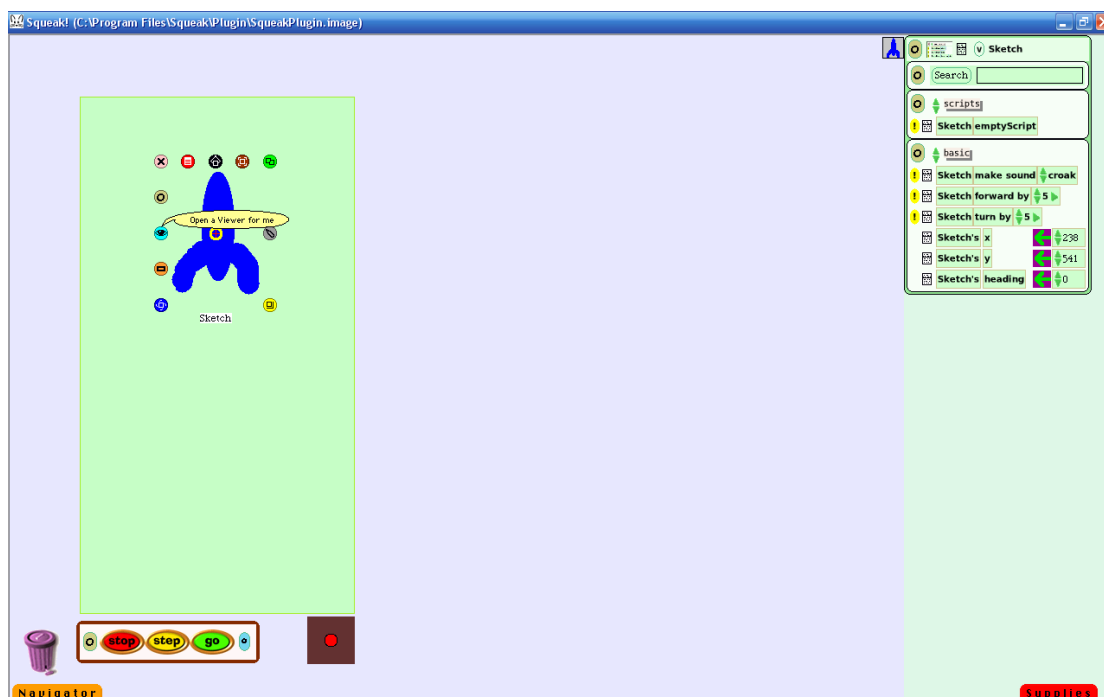 Squeak! (C:\Program Files\Squeak\Plugin\SqueakPlugin.image)
v Sketch
Search
scripts
! Sketch emptyScript
basic
! Sketch make sound croak
! Sketch forward by 5
! Sketch turn by 5
Sketch's x 238
Sketch's y 541
Sketch's heading 0
Open a Viewer for me
Sketch
stop step go
Navigator
Supplies